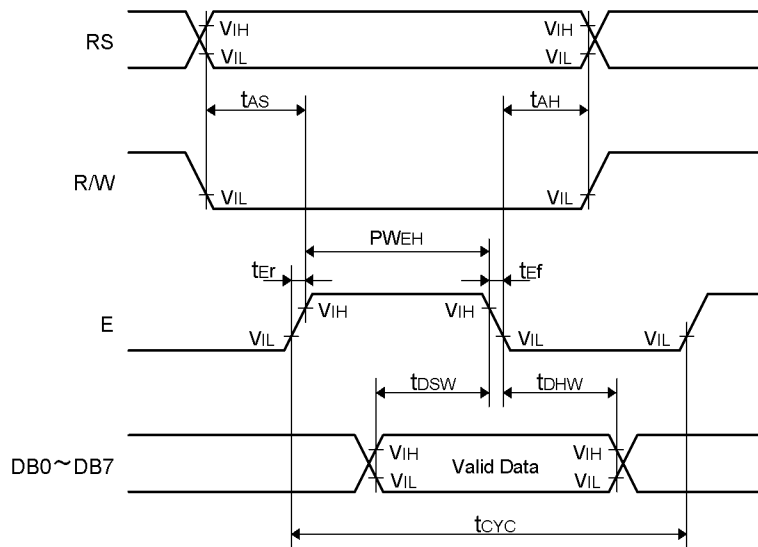 RS
VIH
VIL
VIH
VIL
tAS
tAH
R/W
VIL
VIL
PWEH
tEr
tEf
E
VIL
VIH
VIH
VIL
VIL
tDSW
tDHW
DB0～DB7
VIH
VIL
Valid Data
VIH
VIL
tCYC